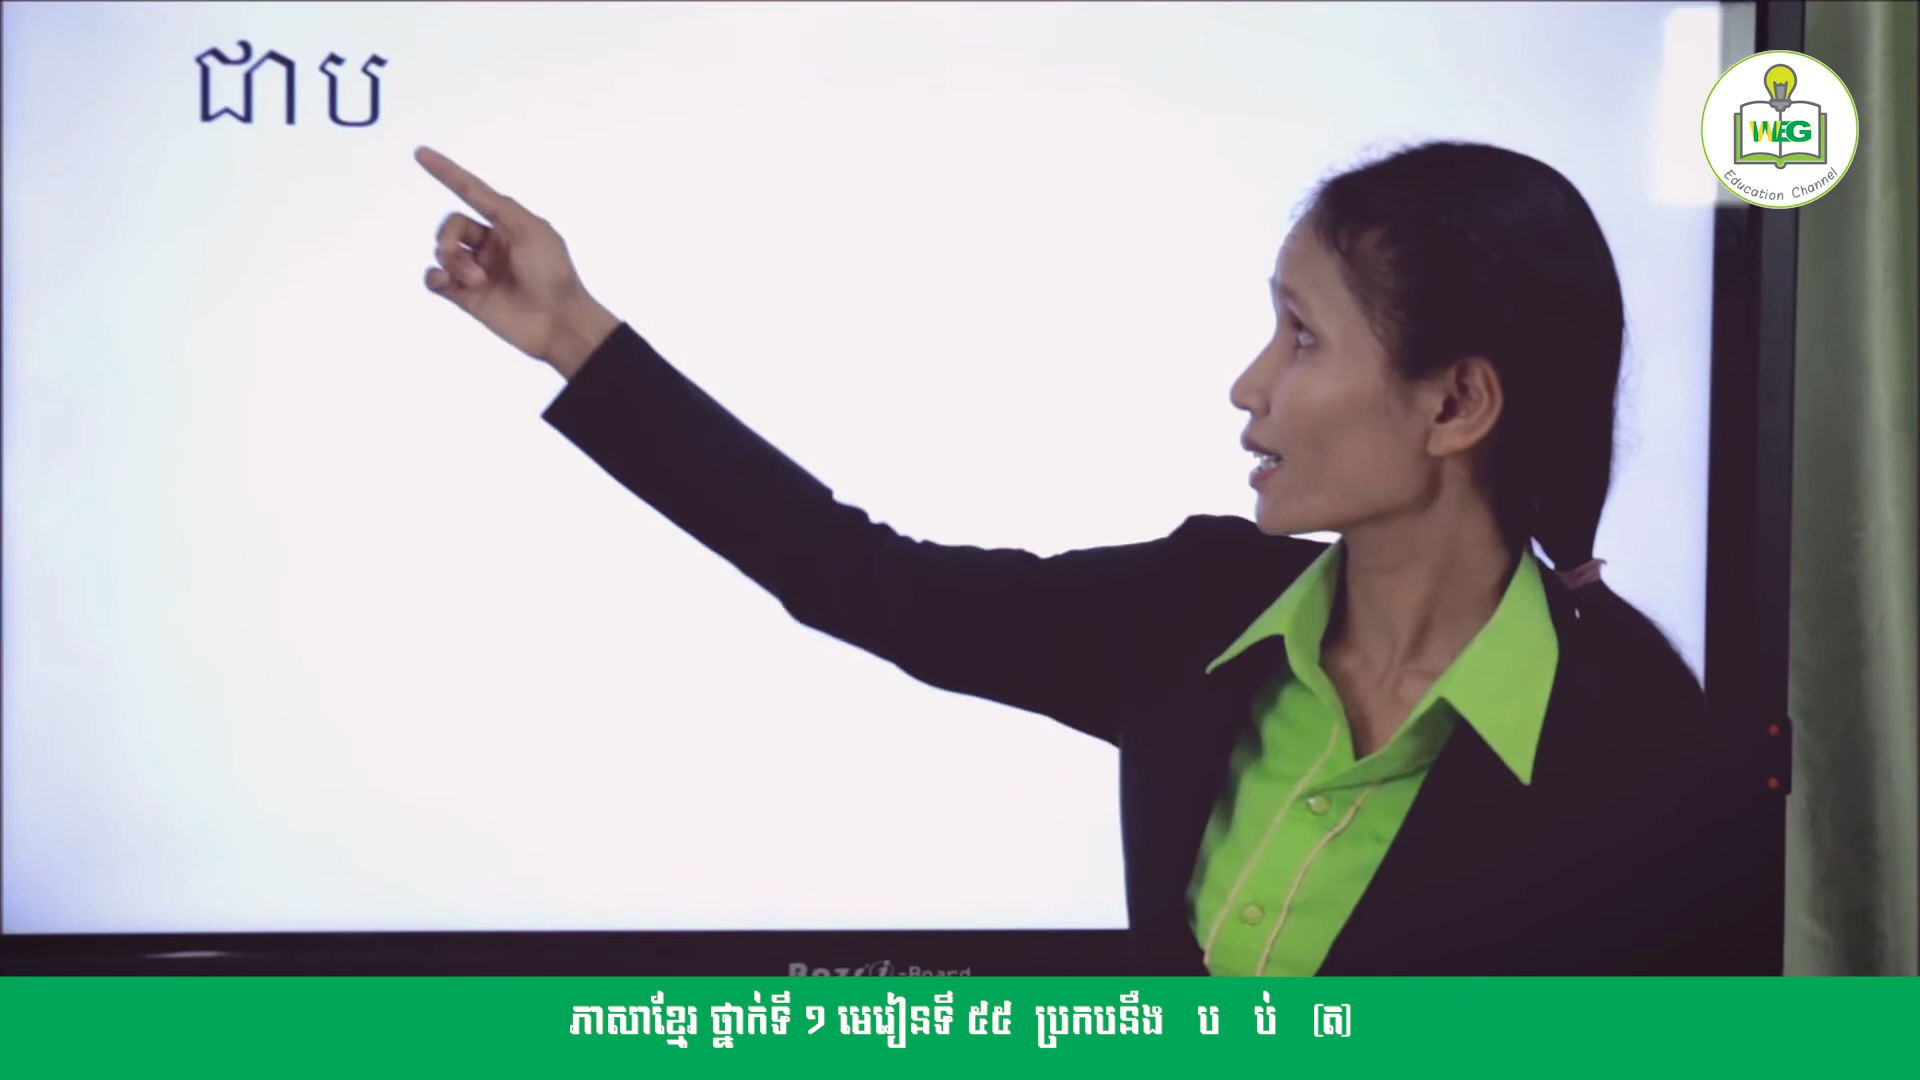 ជាប
WEG
Education Channel
-Board
ភាសាខ្មែរ ថ្នាក់ទី ១ មេរៀនទី ៥៥ ប្រកបនឹង ប ប់ (ត)